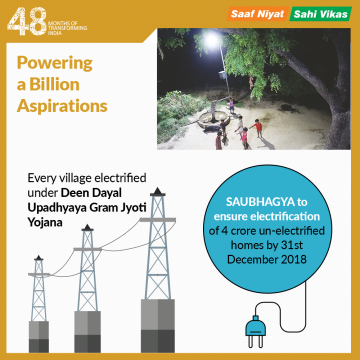 48 MONTHS OF
TRANSFORMING
INDIA
Saaf Niyat Sahi Vikas
Powering
a Billion
Aspirations
Every village electrified
under Deen Dayal
Upadhyaya Gram Jyoti
Yojana
SAUBHAGYA to
ensure electrification
of 4 crore un-electrified
homes by 31st
December 2018